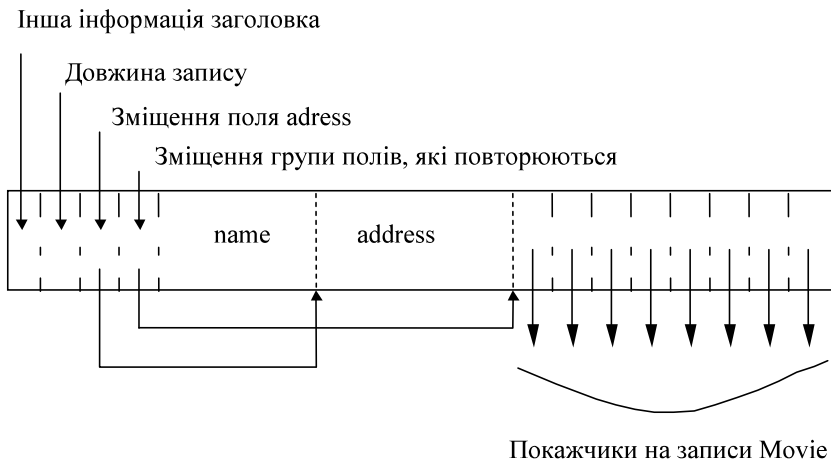 Інша інформація заголовка
Довжина запису
Зміщення поля adress
Зміщення групи полів, які повторюються
name address
Покажчики на записи Movie